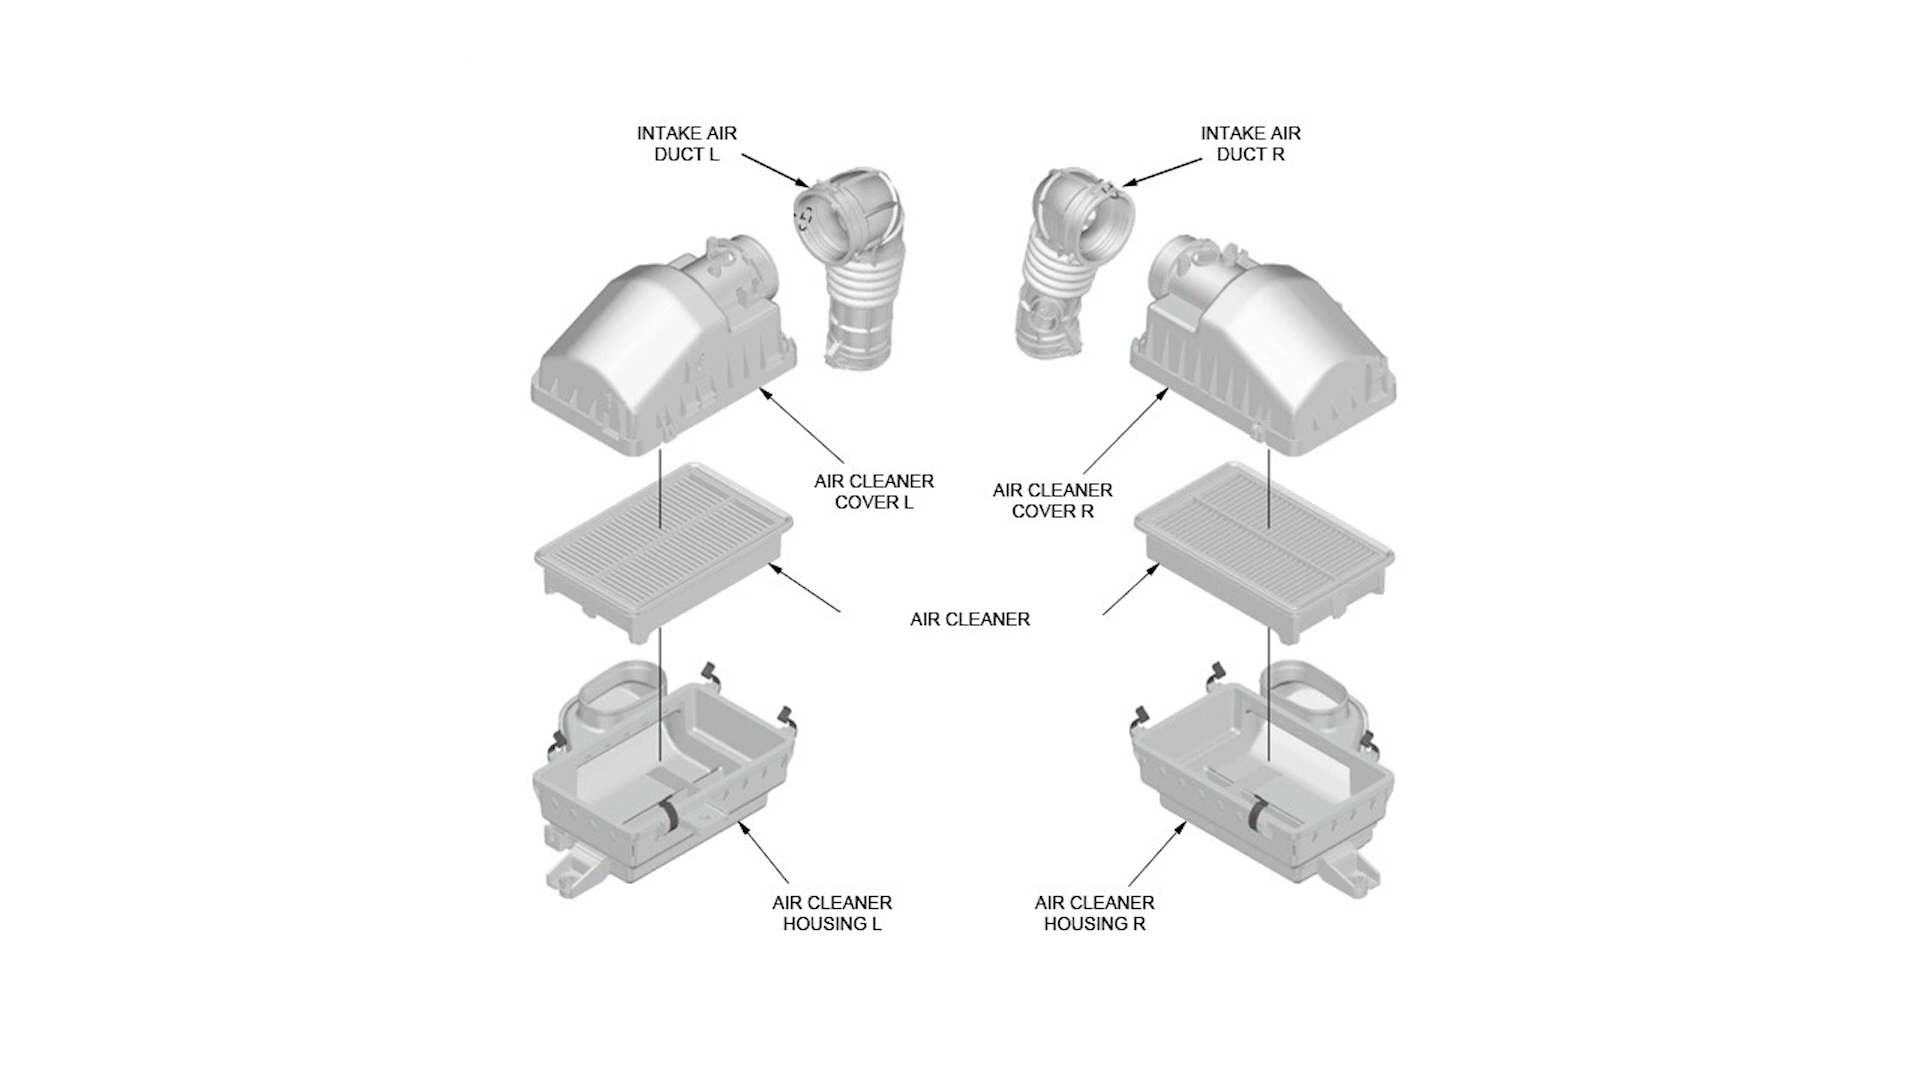 INTAKE AIR
DUCT L
INTAKE AIR
DUCT R
AIR CLEANER
COVER L
AIR CLEANER
COVER R
AIR CLEANER
AIR CLEANER
HOUSING L
AIR CLEANER
HOUSING R